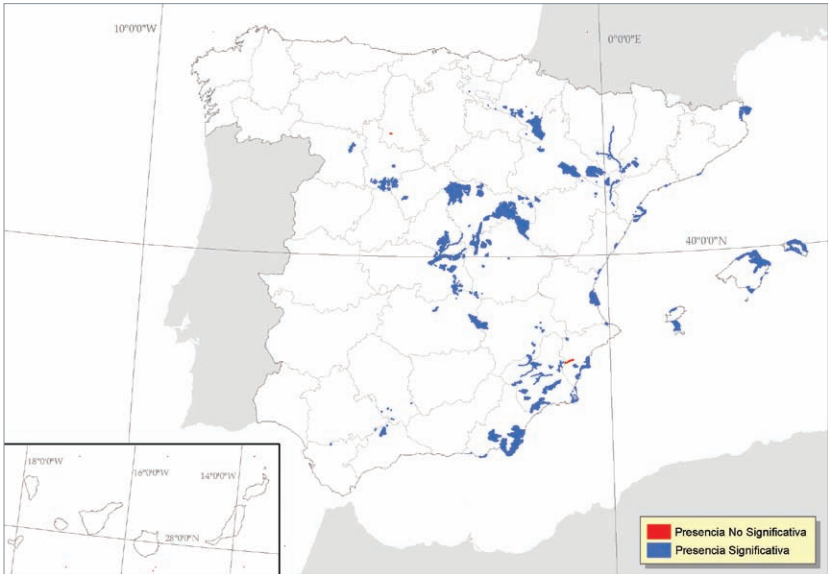 10°0'0"W
0°0'0"E
40°0'0"N
18°0'0"W
16°0'0"W
14°0'0"W
28°0'0"N
Presencia No Significativa
Presencia Significativa